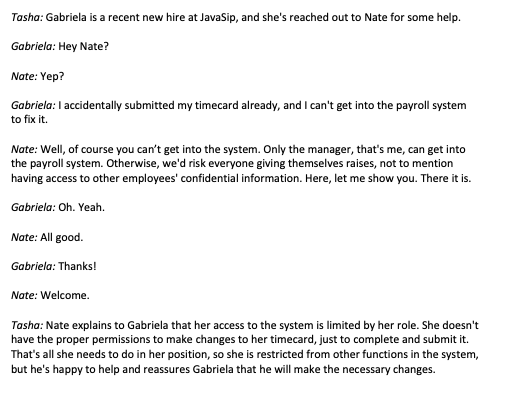 Tasha: Gabriela is a recent new hire at JavaSip, and she's reached out to Nate for some help.
Gabriela: Hey Nate?
Nate: Yep?
Gabriela: I accidentally submitted my timecard already, and I can't get into the payroll system
to fix it.
Nate: Well, of course you can’t get into the system. Only the manager, that's me, can get into
the payroll system. Otherwise, we'd risk everyone giving themselves raises, not to mention
having access to other employees' confidential information. Here, let me show you. There it is.
Gabriela: Oh. Yeah.
Nate: All good.
Gabriela: Thanks!
Nate: Welcome.
Tasha: Nate explains to Gabriela that her access to the system is limited by her role. She doesn't
have the proper permissions to make changes to her timecard, just to complete and submit it.
That's all she needs to do in her position, so she is restricted from other functions in the system,
but he's happy to help and reassures Gabriela that he will make the necessary changes.